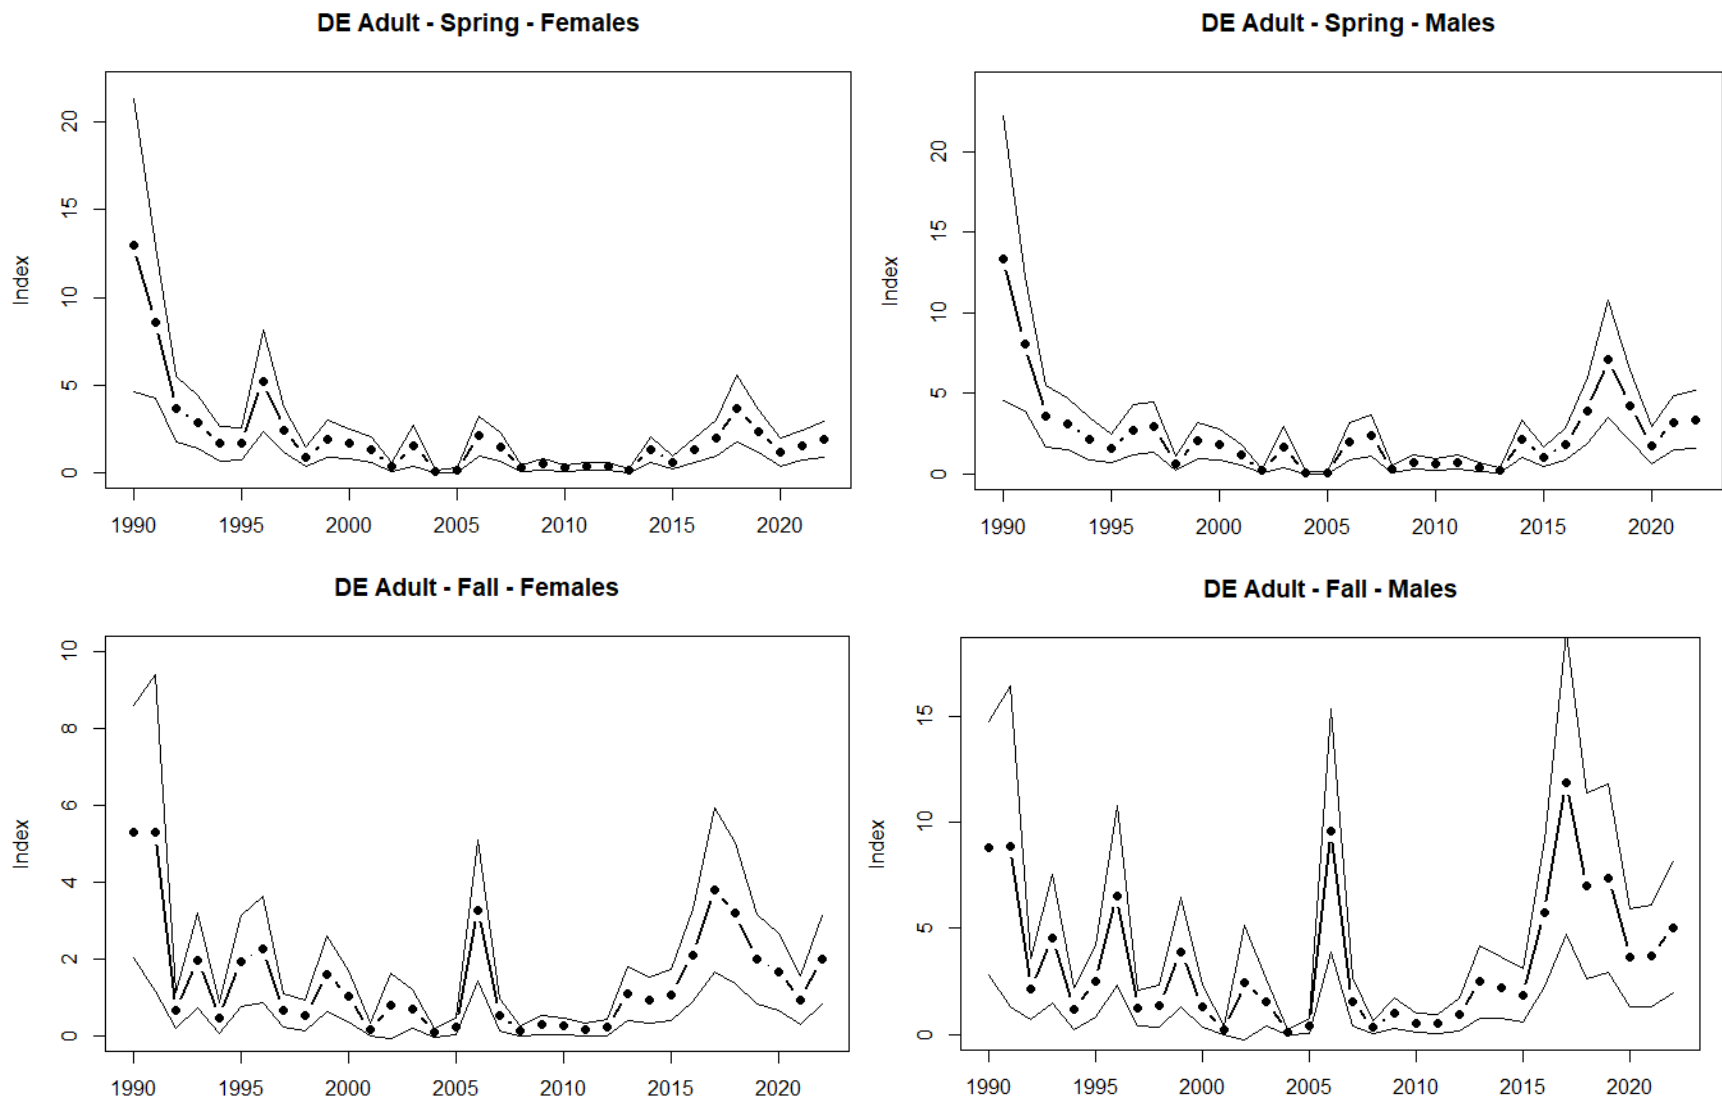 DE Adult - Spring - Females
Index
20
15
10
5
0
1990 1995 2000 2005 2010 2015 2020
DE Adult - Spring - Males
Index
20
15
10
5
0
1990 1995 2000 2005 2010 2015 2020
DE Adult - Fall - Females
Index
10
8
6
4
2
0
1990 1995 2000 2005 2010 2015 2020
DE Adult - Fall - Males
Index
15
10
5
0
1990 1995 2000 2005 2010 2015 2020